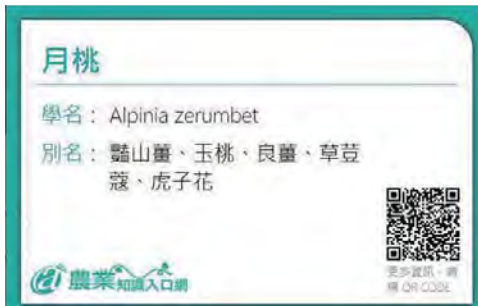 月桃
學名： Alpinia zerumbet
別名： 豔山薑、玉桃、良薑、草荳
蔻、虎子花
農業知識入口網
更多資訊，請
掃 QR CODE